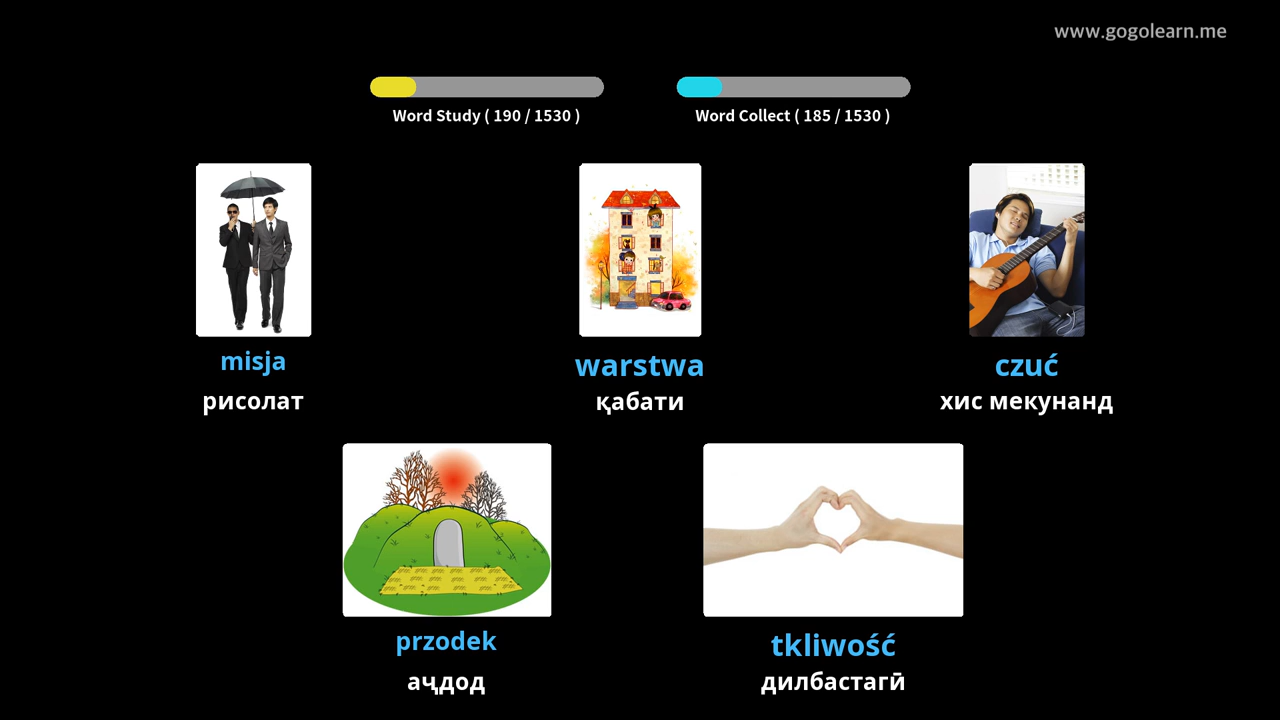 www.gogolearn.me
Word Study ( 190 / 1530 )
Word Collect ( 185 / 1530 )
misja
рисолат
warstwa
қабати
czuć
хис мекунанд
przodek
аҷдод
tkliwość
дилбастагӣ